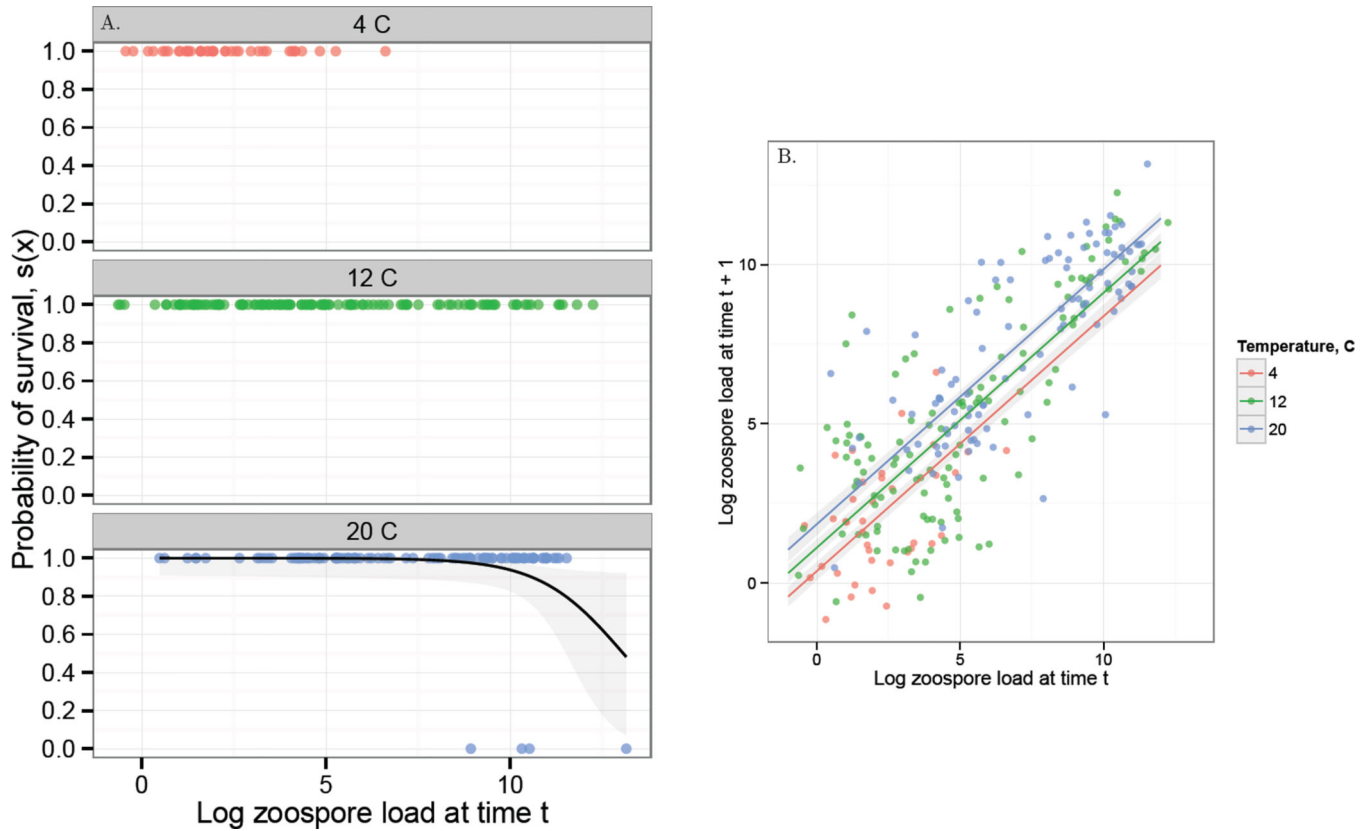 A.
4 C
1.0
0.8
0.6
0.4
0.2
0.0
12 C
1.0
0.8
0.6
0.4
0.2
0.0
20 C
1.0
0.8
0.6
0.4
0.2
0.0
0 5 10
Log zoospore load at time t
Probability of survival, s(x)
B.
10
5
0
0 5 10
Log zoospore load at time t
Log zoospore load at time t + 1
Temperature, C
4
12
20